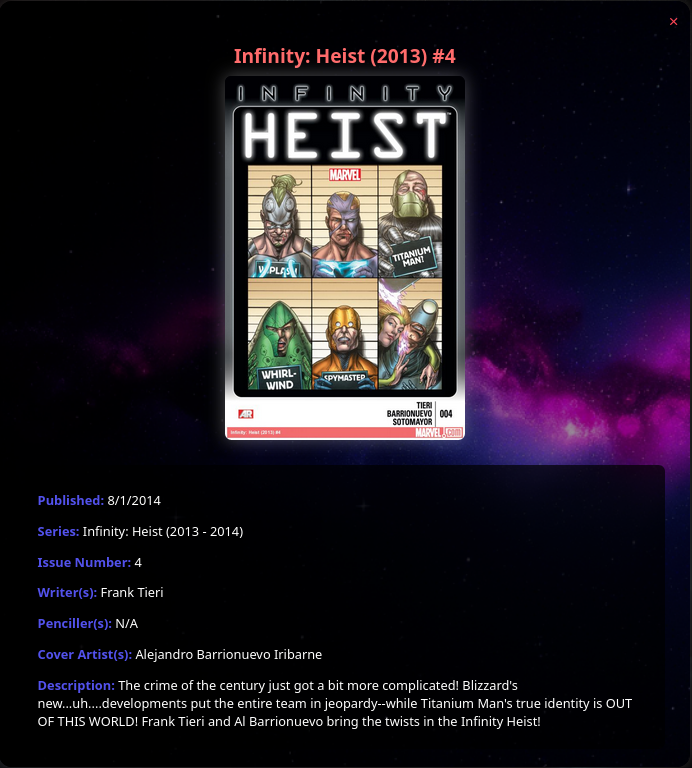 ×
Infinity: Heist (2013) #4
INFINITY
HEIST
MARVEL
TITANIUM
MAN?
WHIRL-
WIND
SPYMASTER
AR
TIERI
BARRIONUEVO
SOTOMAYOR
004
Infinity: Heist (2013) #4
MARVEL.COM
Published: 8/1/2014
Series: Infinity: Heist (2013 - 2014)
Issue Number: 4
Writer(s): Frank Tieri
Penciller(s): N/A
Cover Artist(s): Alejandro Barrionuevo Iribarne
Description: The crime of the century just got a bit more complicated! Blizzard's
new...uh....developments put the entire team in jeopardy--while Titanium Man's true identity is OUT
OF THIS WORLD! Frank Tieri and Al Barrionuevo bring the twists in the Infinity Heist!